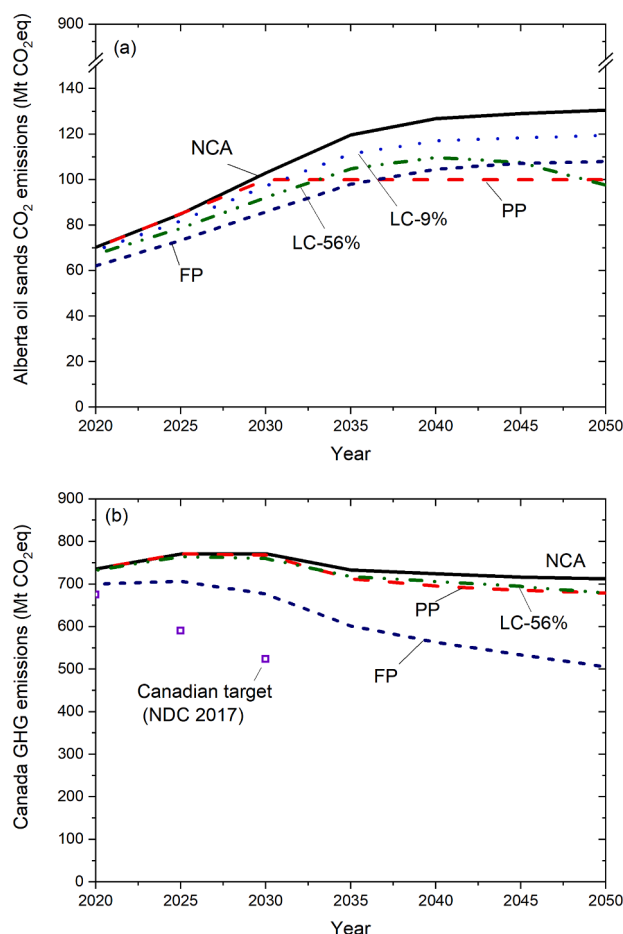 900
(a)
140
120
100
80
60
40
20
0
NCA
LC-9%
PP
LC-56%
FP
Alberta oil sands CO2 emissions (Mt CO2eq)
2020 2025 2030 2035 2040 2045 2050
Year
900
(b)
800
700
600
500
400
300
200
100
0
NCA
PP
LC-56%
FP
Canadian target
(NDC 2017)
Canada GHG emissions (Mt CO2eq)
2020 2025 2030 2035 2040 2045 2050
Year